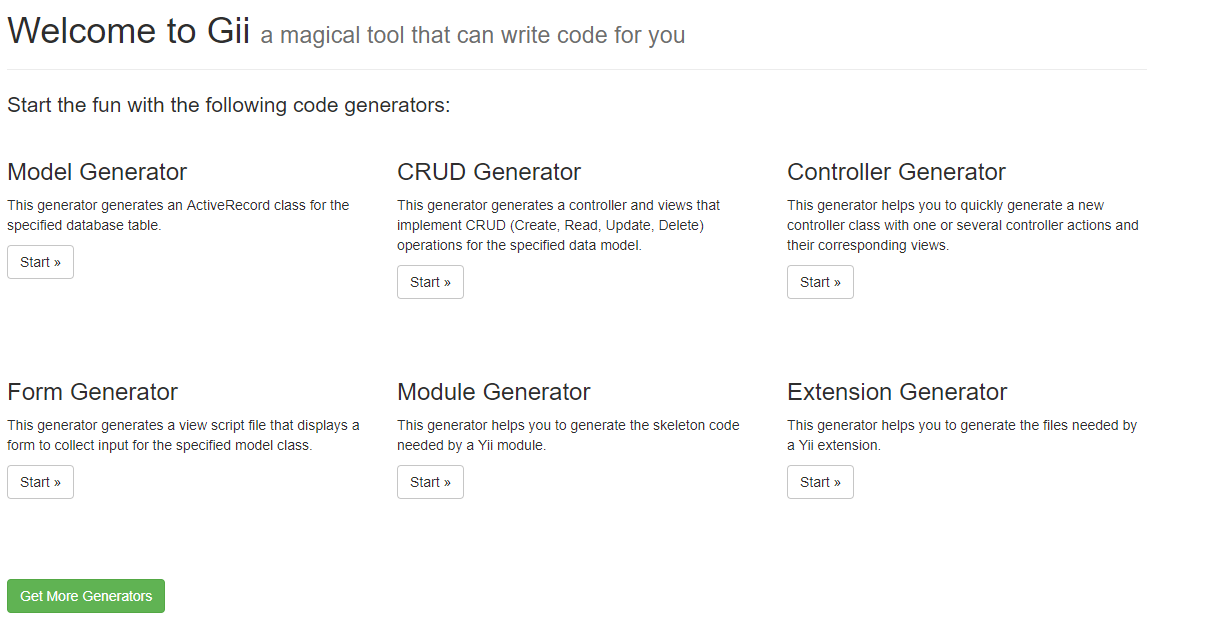 Welcome to Gii a magical tool that can write code for you
Start the fun with the following code generators:
Model Generator
This generator generates an ActiveRecord class for the
specified database table.
Start »
CRUD Generator
This generator generates a controller and views that
implement CRUD (Create, Read, Update, Delete)
operations for the specified data model.
Start »
Controller Generator
This generator helps you to quickly generate a new
controller class with one or several controller actions and
their corresponding views.
Start »
Form Generator
This generator generates a view script file that displays a
form to collect input for the specified model class.
Start »
Module Generator
This generator helps you to generate the skeleton code
needed by a Yii module.
Start »
Extension Generator
This generator helps you to generate the files needed by
a Yii extension.
Start »
Get More Generators